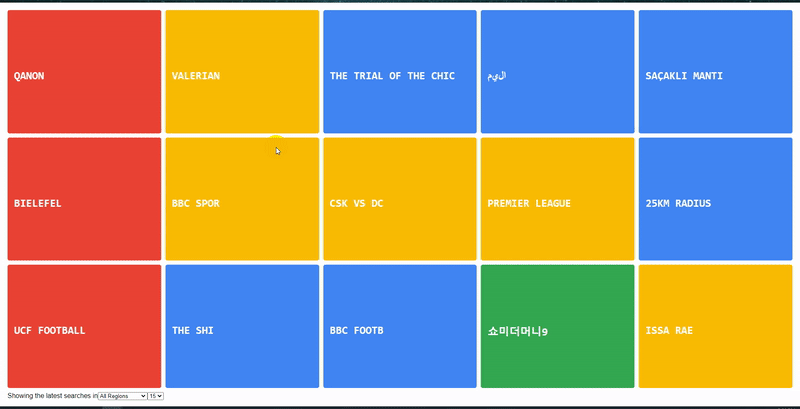 QANON
VALERIAN
THE TRIAL OF THE CHIC
اليم
SAÇAKLI MANTI
BIELEFEL
BBC SPOR
CSK VS DC
PREMIER LEAGUE
25KM RADIUS
UCF FOOTBALL
THE SHI
BBC FOOTB
쇼미더머니9
ISSA RAE
Showing the latest searches in All Regions 15